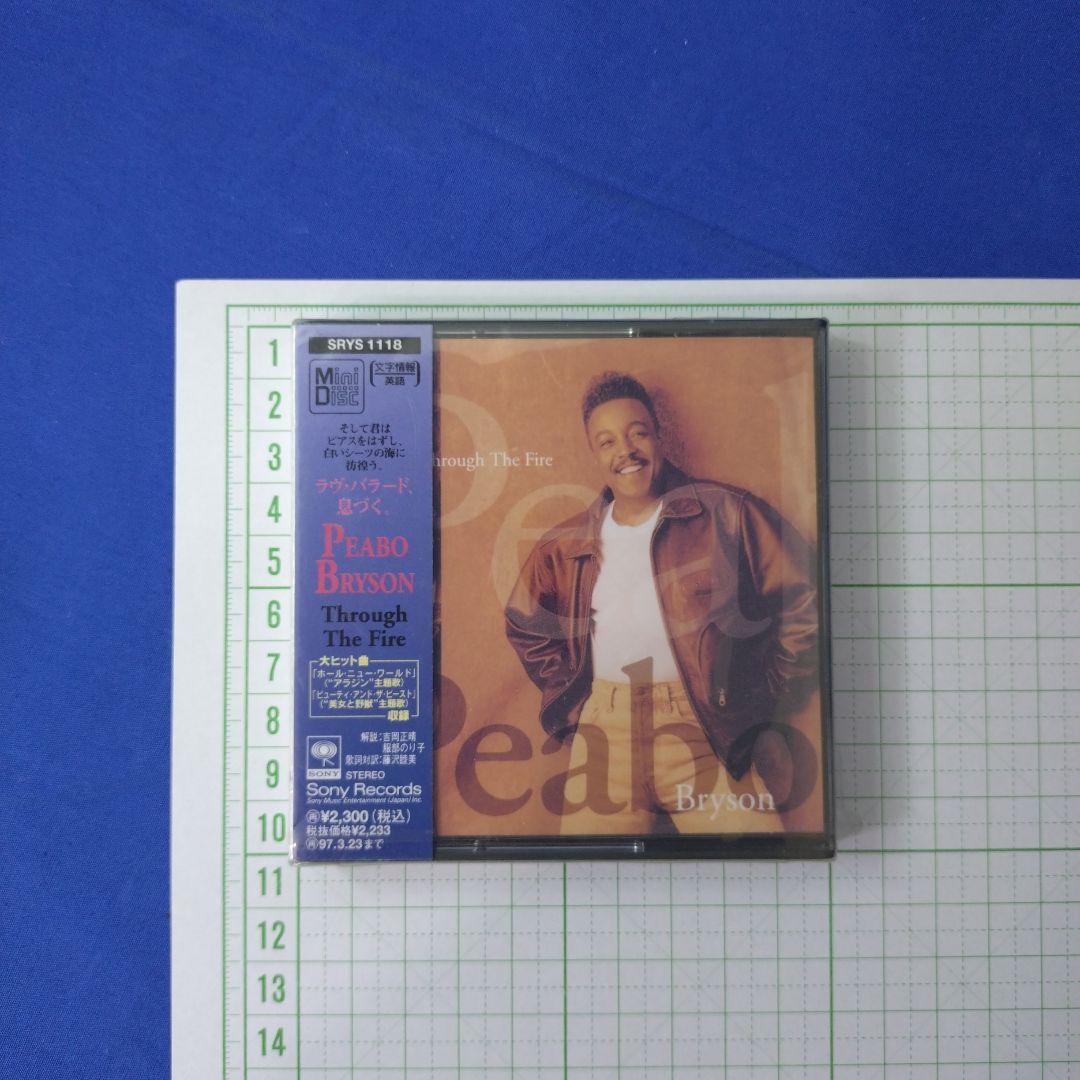 SRYS 1118
Mini
Disc
文字情報
英語
そして君は
ピアスをはずし、
白いシーツの海に
彷徨う。
ラヴ・バラード、
息づく。
PEABO
BRYSON
Through
The Fire
大ヒット曲
「ホール・ニュー・ワールド」
("アラジン"主題歌)
「ビューティ・アンド・ザ・ビースト」
("美女と野獣"主題歌)
収録
解説:吉岡正晴
服部のり子
歌詞対訳:藤沢睦美
SONY
STEREO
Sony Records
Sony Music Entertainment (Japan) Inc.
再¥2,300(税込)
税抜価格¥2,233
再97.3.23まで
Pea
hrough The Fire
Peabo
Bryson
1
2
3
4
5
6
7
8
9
10
11
12
13
14